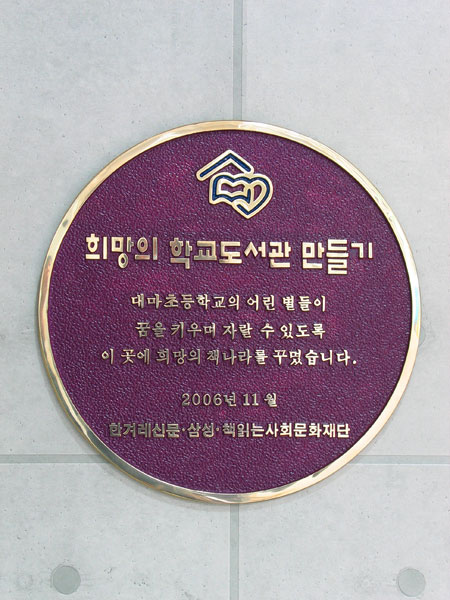 희망의 학교도서관 만들기
대마초등학교의 어린 별들이
꿈을 키우며 자랄 수 있도록
이 곳에 희망의 책나라를 꾸몄습니다.
2006년 11월
한겨레신문·삼성·책읽는사회문화재단